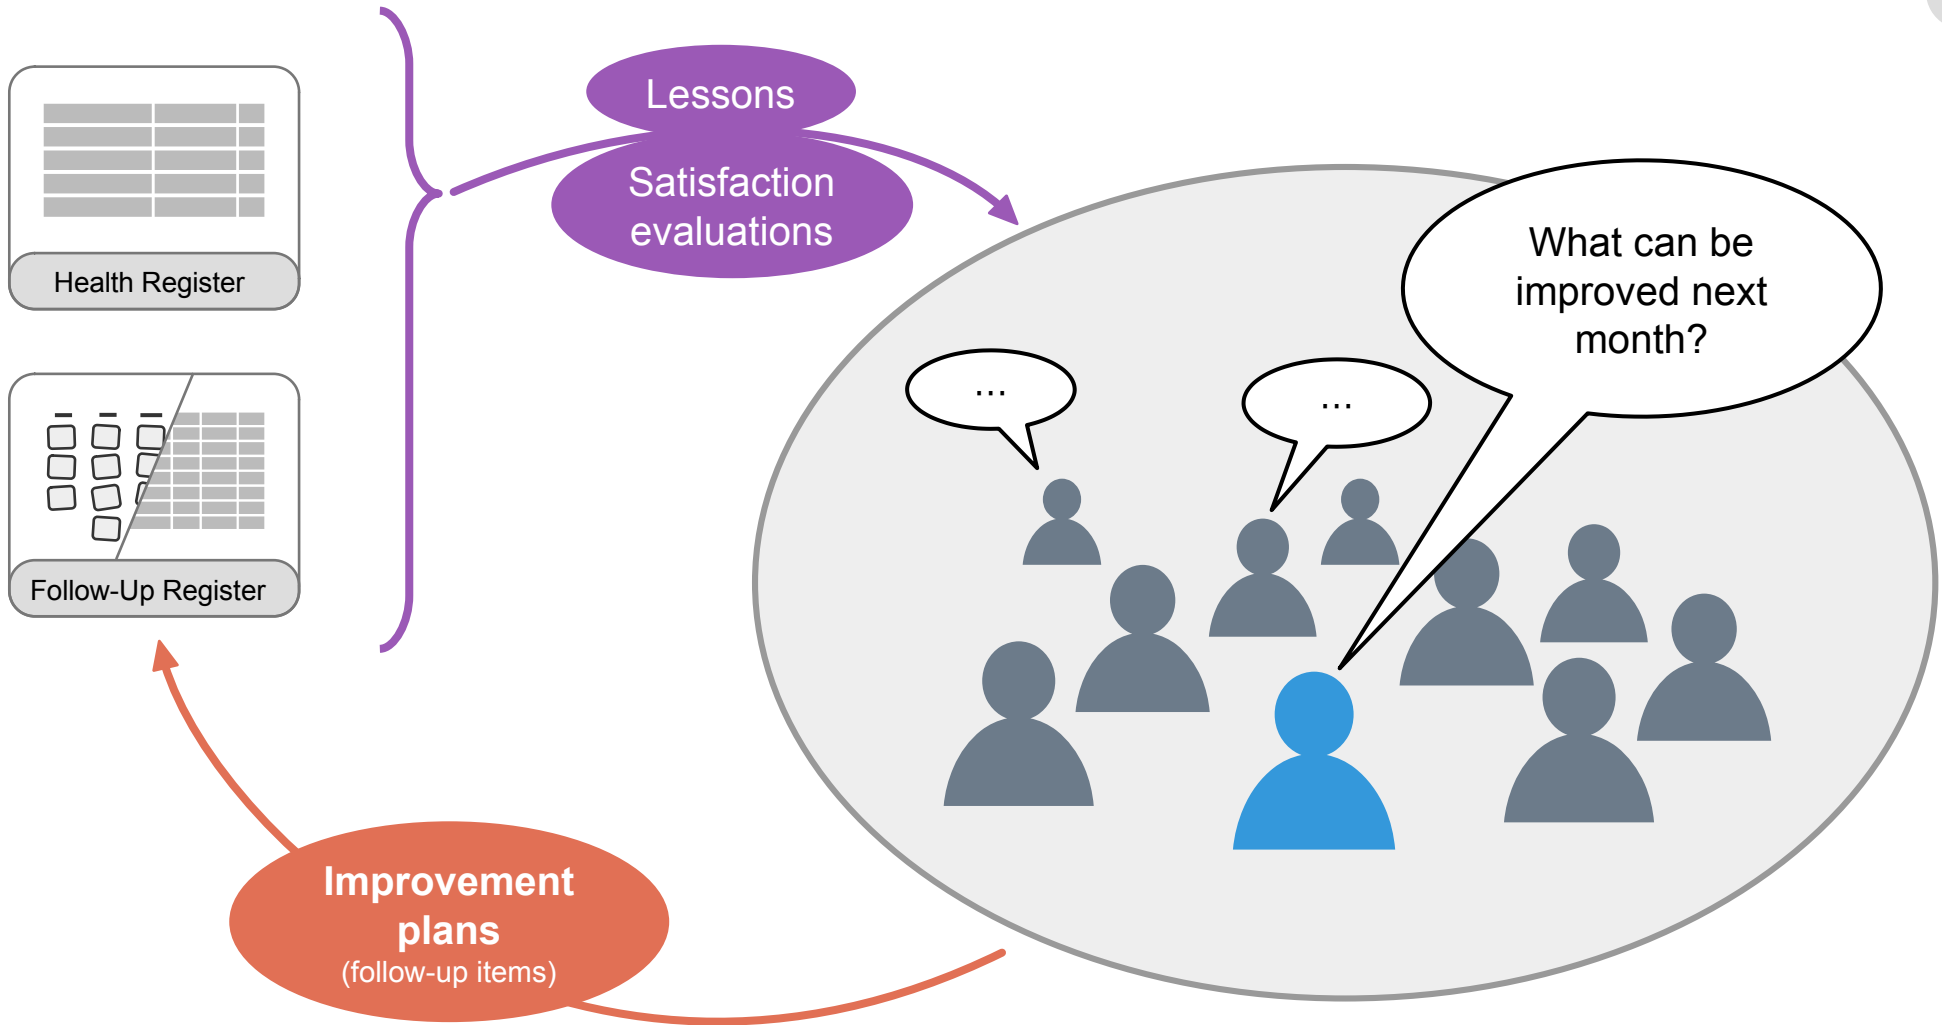 Lessons
Satisfaction
evaluations
Health Register
What can be
improved next
month?
...
...
Follow-Up Register
Improvement
plans
(follow-up items)